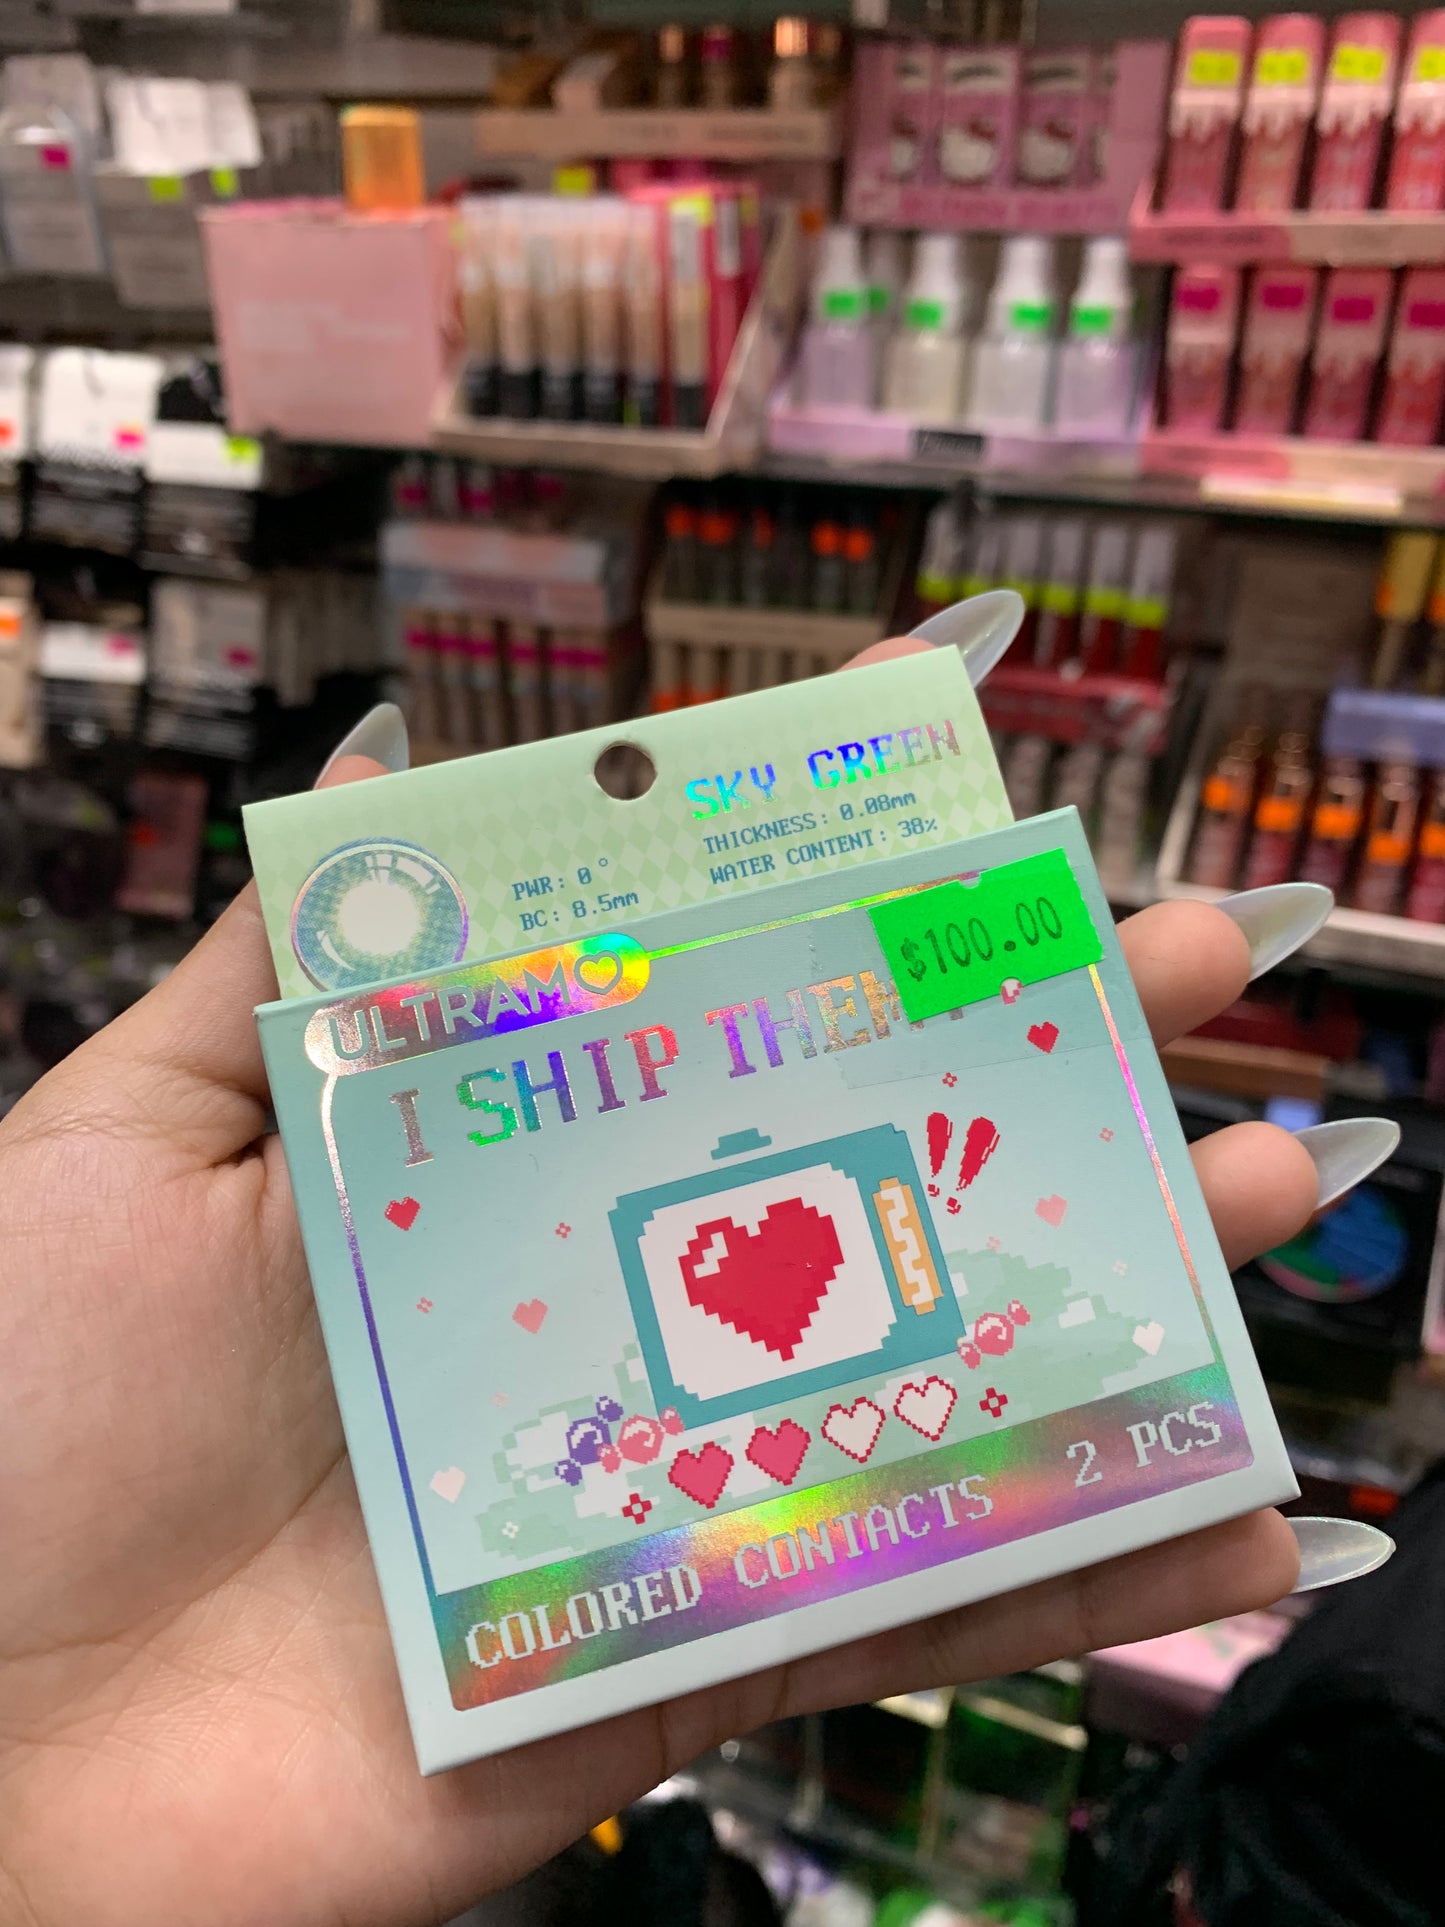 SKY GREEN
THICKNESS: 0.08mm
WATER CONTENT: 38%
PWR: 0°
BC: 8.5mm
$100.00
ULTRAMO
I SHIP THEM
!!
COLORED CONTACTS 2 PCS